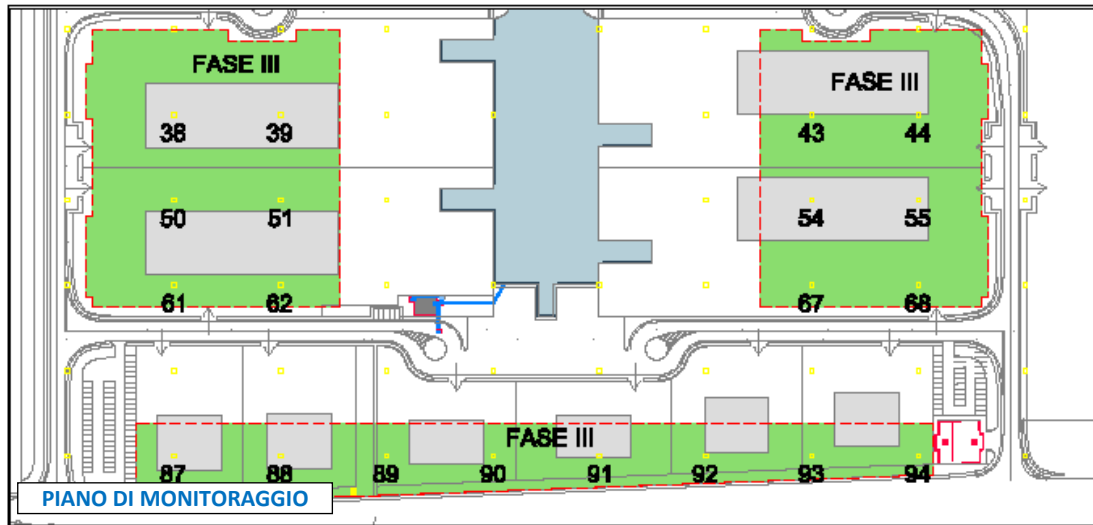 FASE III
FASE III
38 39 43 44
50 51 54 55
61 62 67 68
FASE III
87 88 89 90 91 92 93 94
PIANO DI MONITORAGGIO